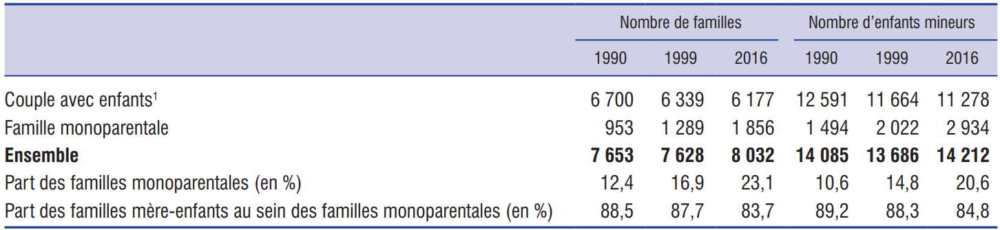 Nombre de familles Nombre d’enfants mineurs
1990 1999 2016 1990 1999 2016
Couple avec enfants¹ 6 700 6 339 6 177 12 591 11 664 11 278
Famille monoparentale 953 1 289 1 856 1 494 2 022 2 934
Ensemble 7 653 7 628 8 032 14 085 13 686 14 212
Part des familles monoparentales (en %) 12,4 16,9 23,1 10,6 14,8 20,6
Part des familles mère-enfants au sein des familles monoparentales (en %) 88,5 87,7 83,7 89,2 88,3 84,8